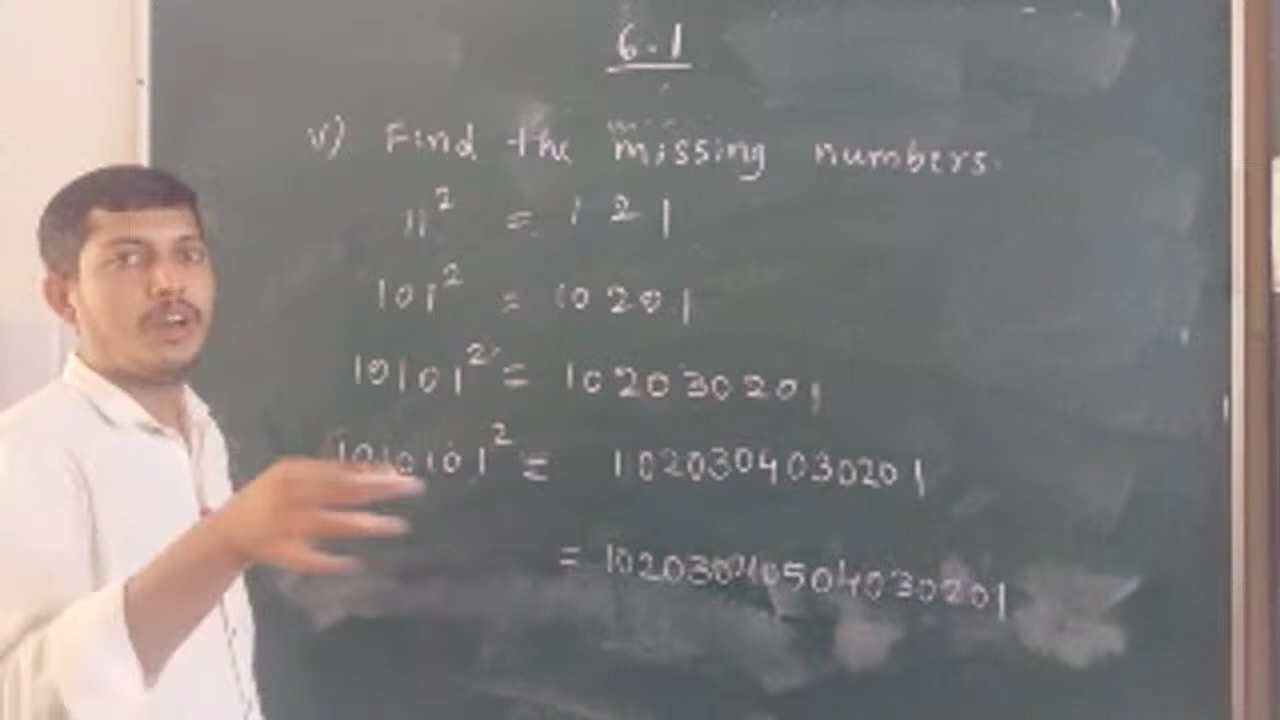 6.1
v) Find the missing numbers.
11² = 121
101² = 10201
10101² = 102030201
1010101² = 1020304030201
= 10203040504030201